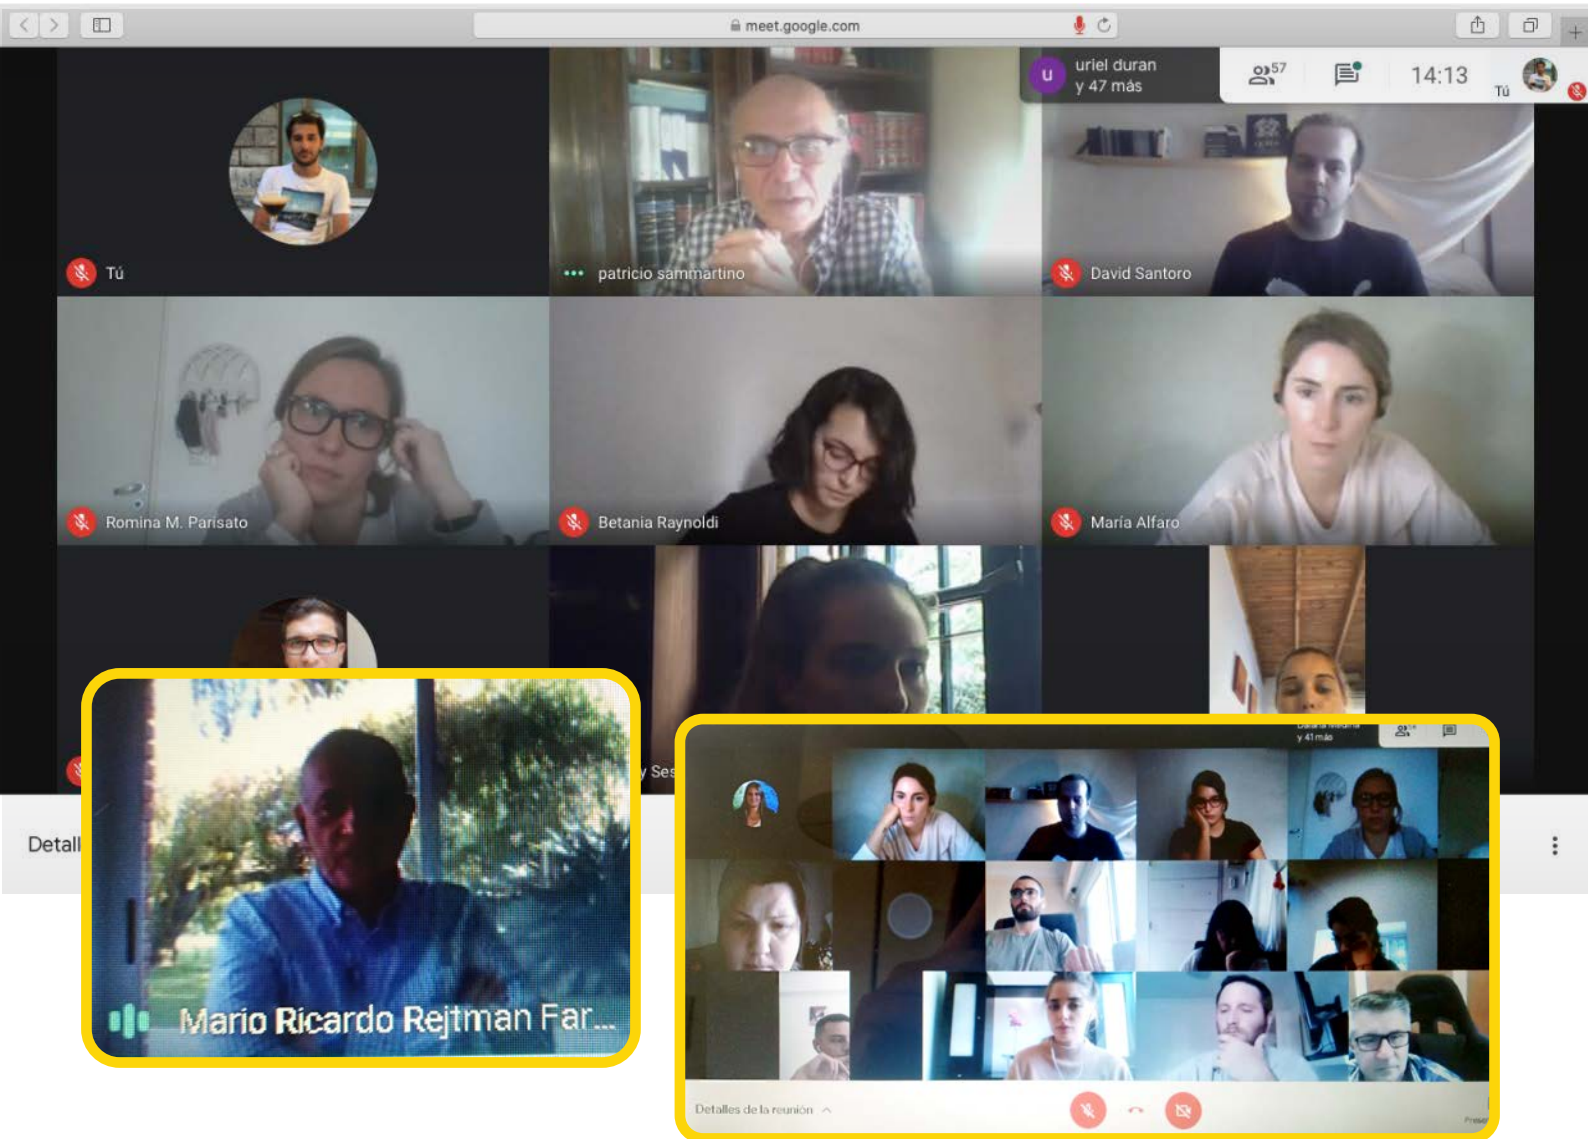 meet.google.com
u
uriel duran
y 47 más
57
14:13
Tú
Tú
patricio sammartino
David Santoro
Romina M. Parisato
Betania Raynoldi
María Alfaro
y Ses
Detall
Mario Ricardo Rejtman Far...
y 41 más
Detalles de la reunión